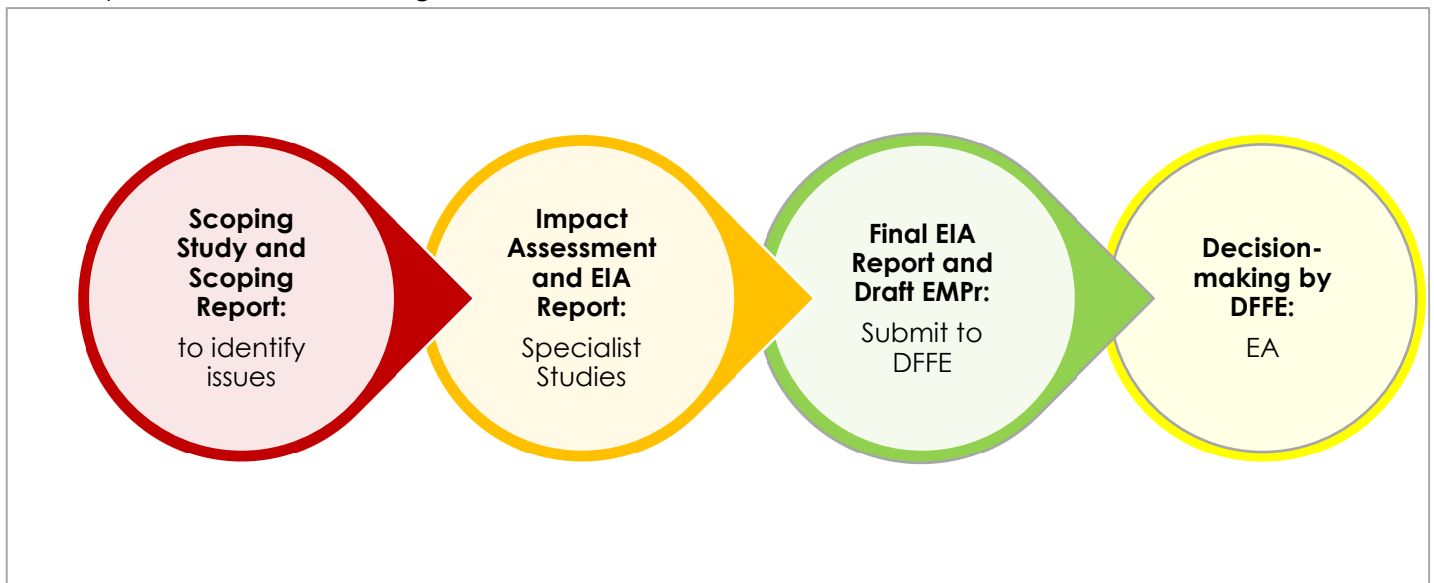 Scoping
Study and
Scoping
Report:
to identify
issues
Impact
Assessment
and EIA
Report:
Specialist
Studies
Final EIA
Report and
Draft EMPr:
Submit to
DFFE
Decision-
making by
DFFE:
EA